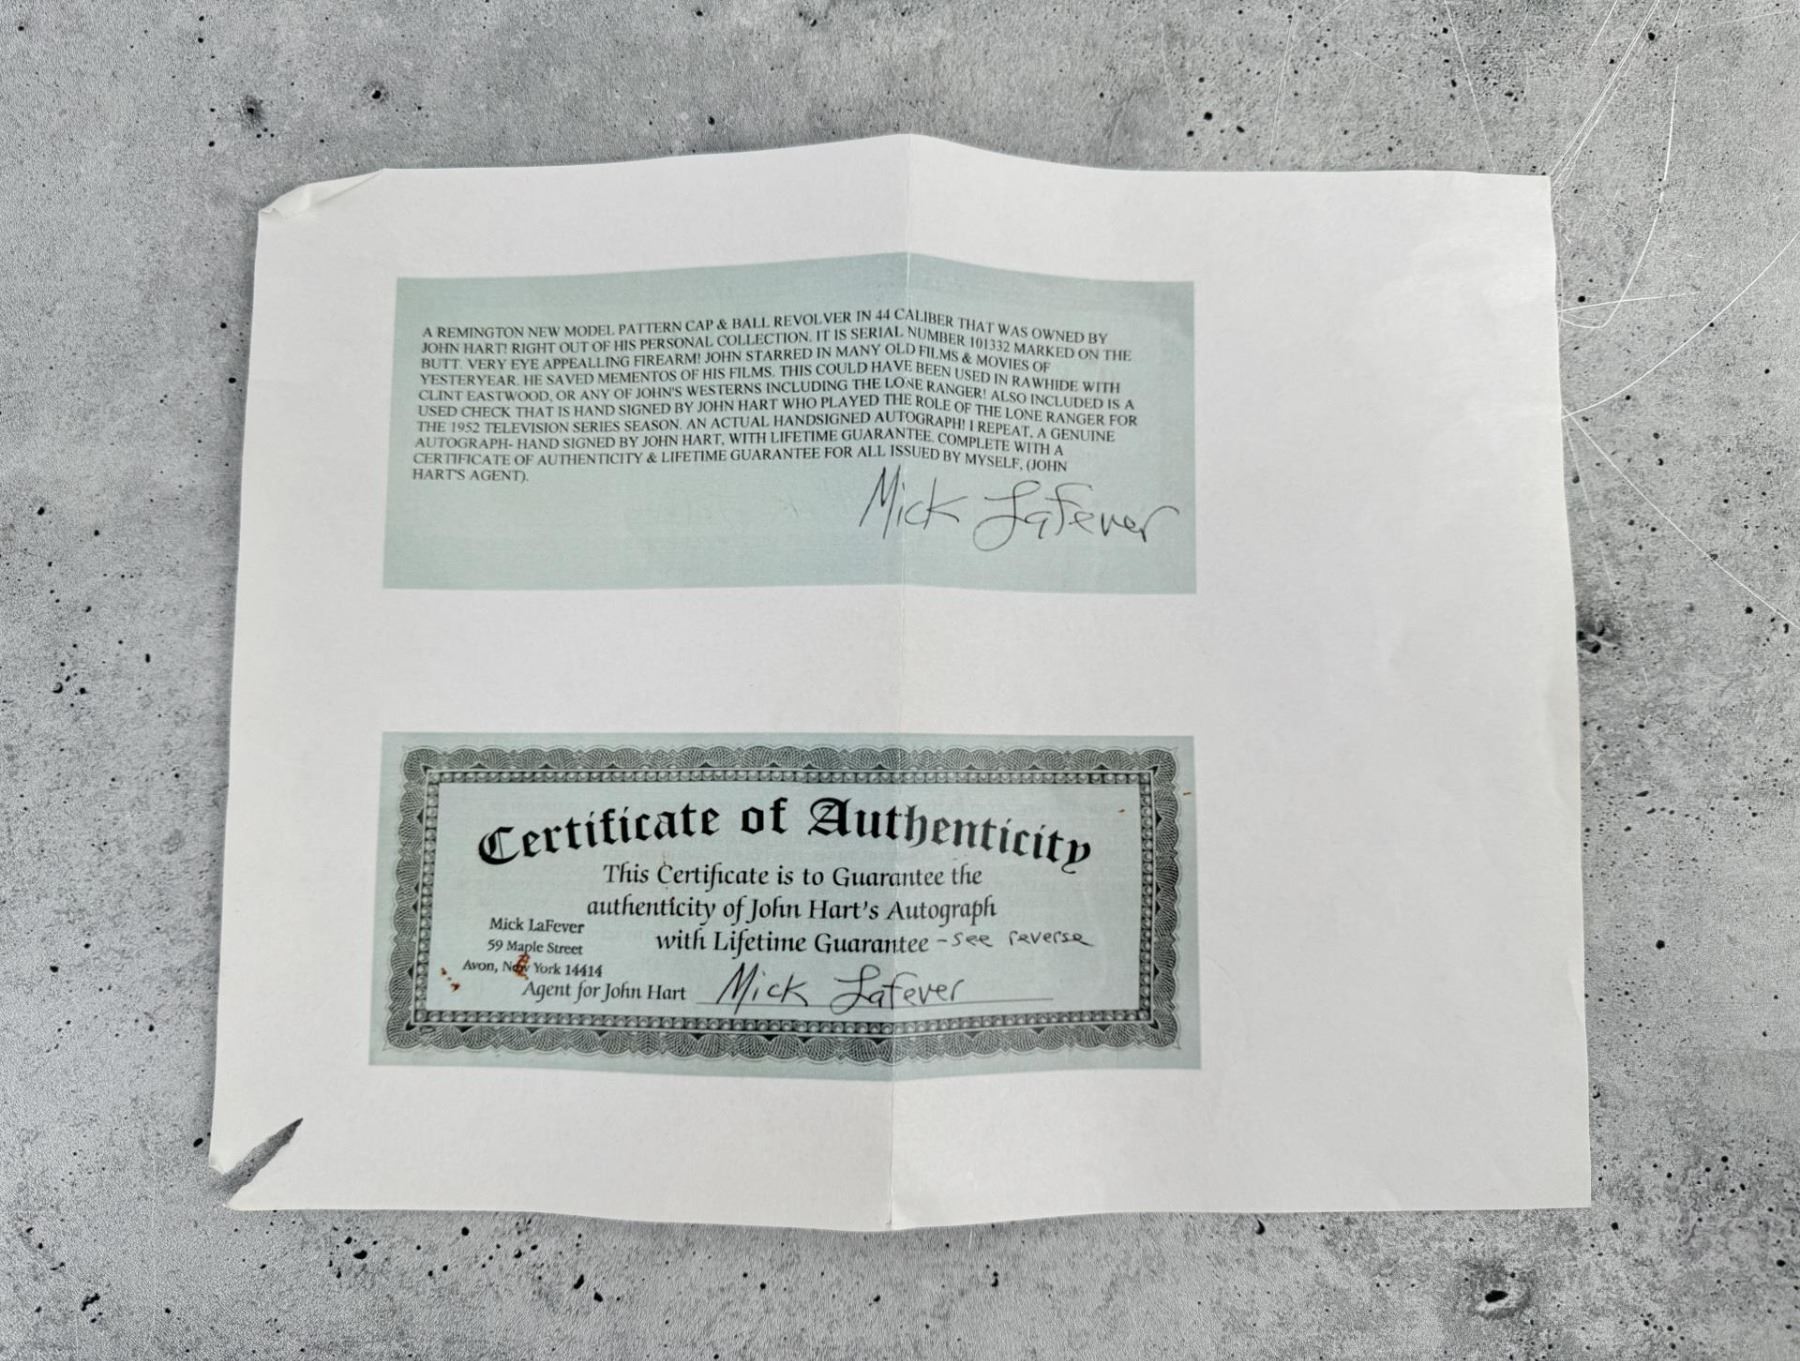 A REMINGTON NEW MODEL PATTERN CAP & BALL REVOLVER IN 44 CALIBER THAT WAS OWNED BY
JOHN HART! RIGHT OUT OF HIS PERSONAL COLLECTION. IT IS SERIAL NUMBER 101332 MARKED ON THE
BUTT. VERY EYE APPEALLING FIREARM! JOHN STARRED IN MANY OLD FILMS & MOVIES OF
YESTERYEAR. HE SAVED MEMENTOS OF HIS FILMS. THIS COULD HAVE BEEN USED IN RAWHIDE WITH
CLINT EASTWOOD, OR ANY OF JOHN'S WESTERNS INCLUDING THE LONE RANGER! ALSO INCLUDED IS A
USED CHECK THAT IS HAND SIGNED BY JOHN HART WHO PLAYED THE ROLE OF THE LONE RANGER FOR
THE 1952 TELEVISION SERIES SEASON. AN ACTUAL HANDSIGNED AUTOGRAPH! I REPEAT, A GENUINE
AUTOGRAPH- HAND SIGNED BY JOHN HART, WITH LIFETIME GUARANTEE. COMPLETE WITH A
CERTIFICATE OF AUTHENTICITY & LIFETIME GUARANTEE FOR ALL ISSUED BY MYSELF, (JOHN
HART'S AGENT).
Mick LaFever
Certificate of Authenticity
This Certificate is to Guarantee the
authenticity of John Hart's Autograph
with Lifetime Guarantee - see reverse
Mick LaFever
59 Maple Street
Avon, New York 14414
Agent for John Hart Mick LaFever